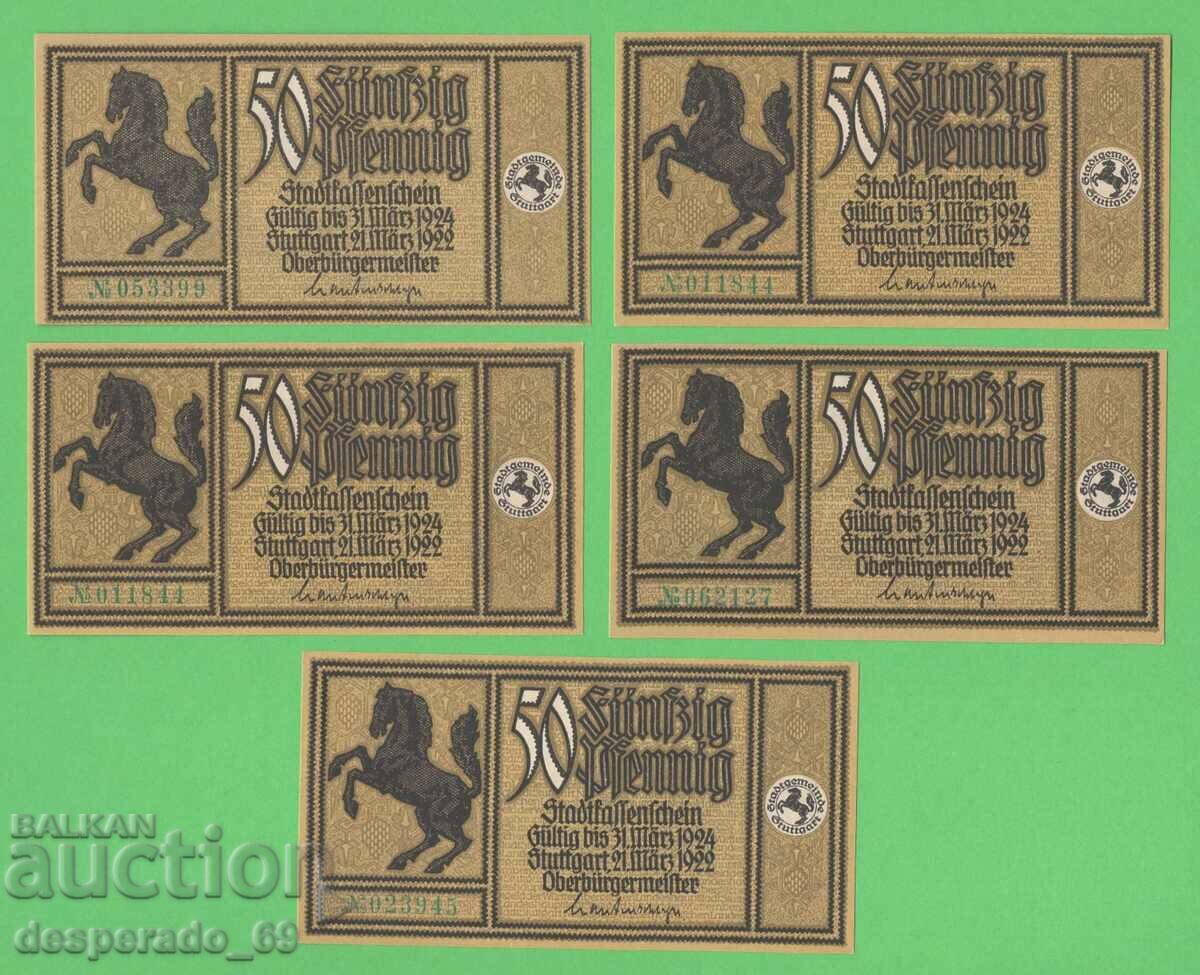 50 Fünfzig
Pfennig
Stadtkassenschein
Gültig bis 31. März 1924
Stuttgart, 21. März 1922
Oberbürgermeister
№ 053399
Stadtgemeinde
Stuttgart
50 Fünfzig
Pfennig
Stadtkassenschein
Gültig bis 31. März 1924
Stuttgart, 21. März 1922
Oberbürgermeister
№ 011844
Stadtgemeinde
Stuttgart
50 Fünfzig
Pfennig
Stadtkassenschein
Gültig bis 31. März 1924
Stuttgart, 21. März 1922
Oberbürgermeister
№ 011844
Stadtgemeinde
Stuttgart
50 Fünfzig
Pfennig
Stadtkassenschein
Gültig bis 31. März 1924
Stuttgart, 21. März 1922
Oberbürgermeister
№ 062127
Stadtgemeinde
Stuttgart
50 Fünfzig
Pfennig
Stadtkassenschein
Gültig bis 31. März 1924
Stuttgart, 21. März 1922
Oberbürgermeister
№ 023945
Stadtgemeinde
Stuttgart
BALKAN
auction
desperado_69